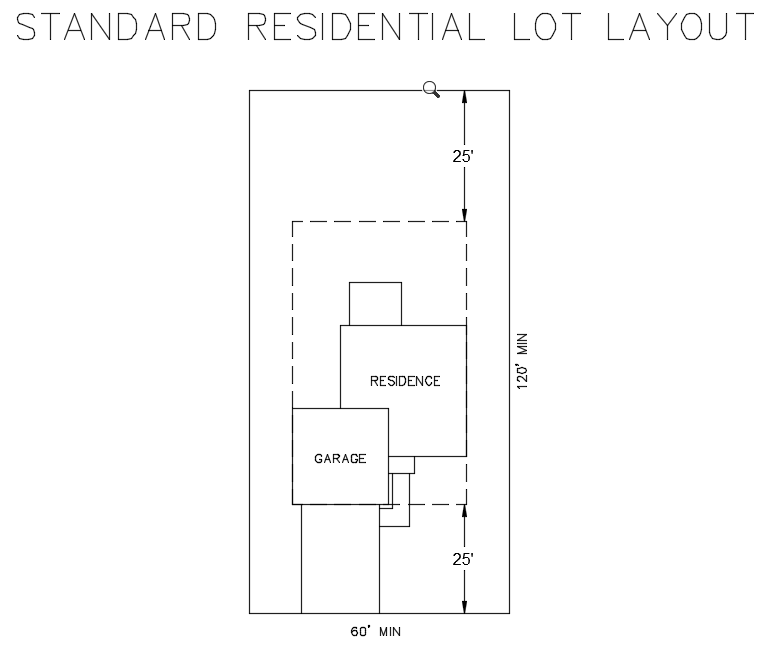 STANDARD RESIDENTIAL LOT LAYOUT
25'
120' MIN
RESIDENCE
GARAGE
25'
60' MIN